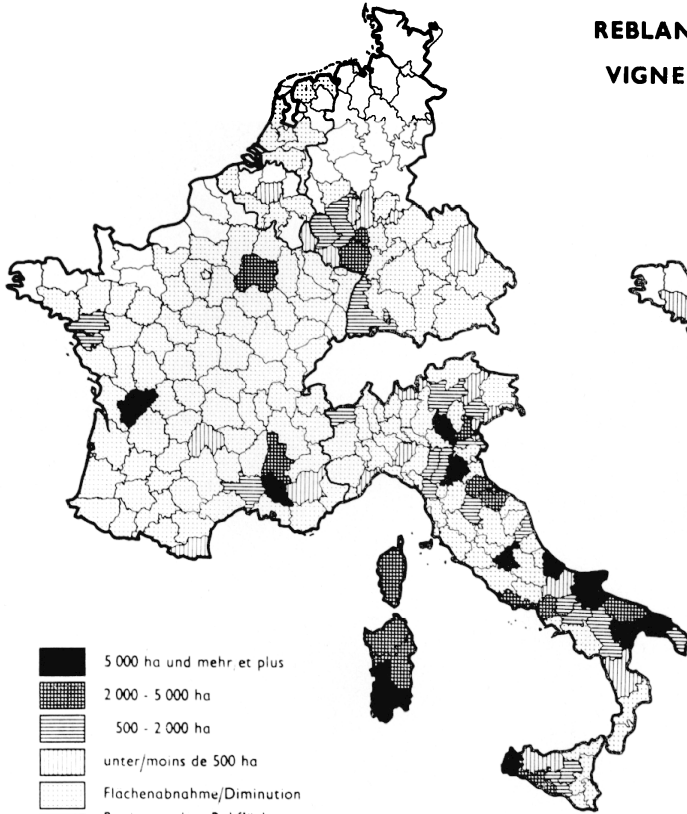 REBLAN
VIGNE
5 000 ha und mehr et plus
2 000 - 5 000 ha
500 - 2 000 ha
unter/moins de 500 ha
Flachenabnahme/Diminution